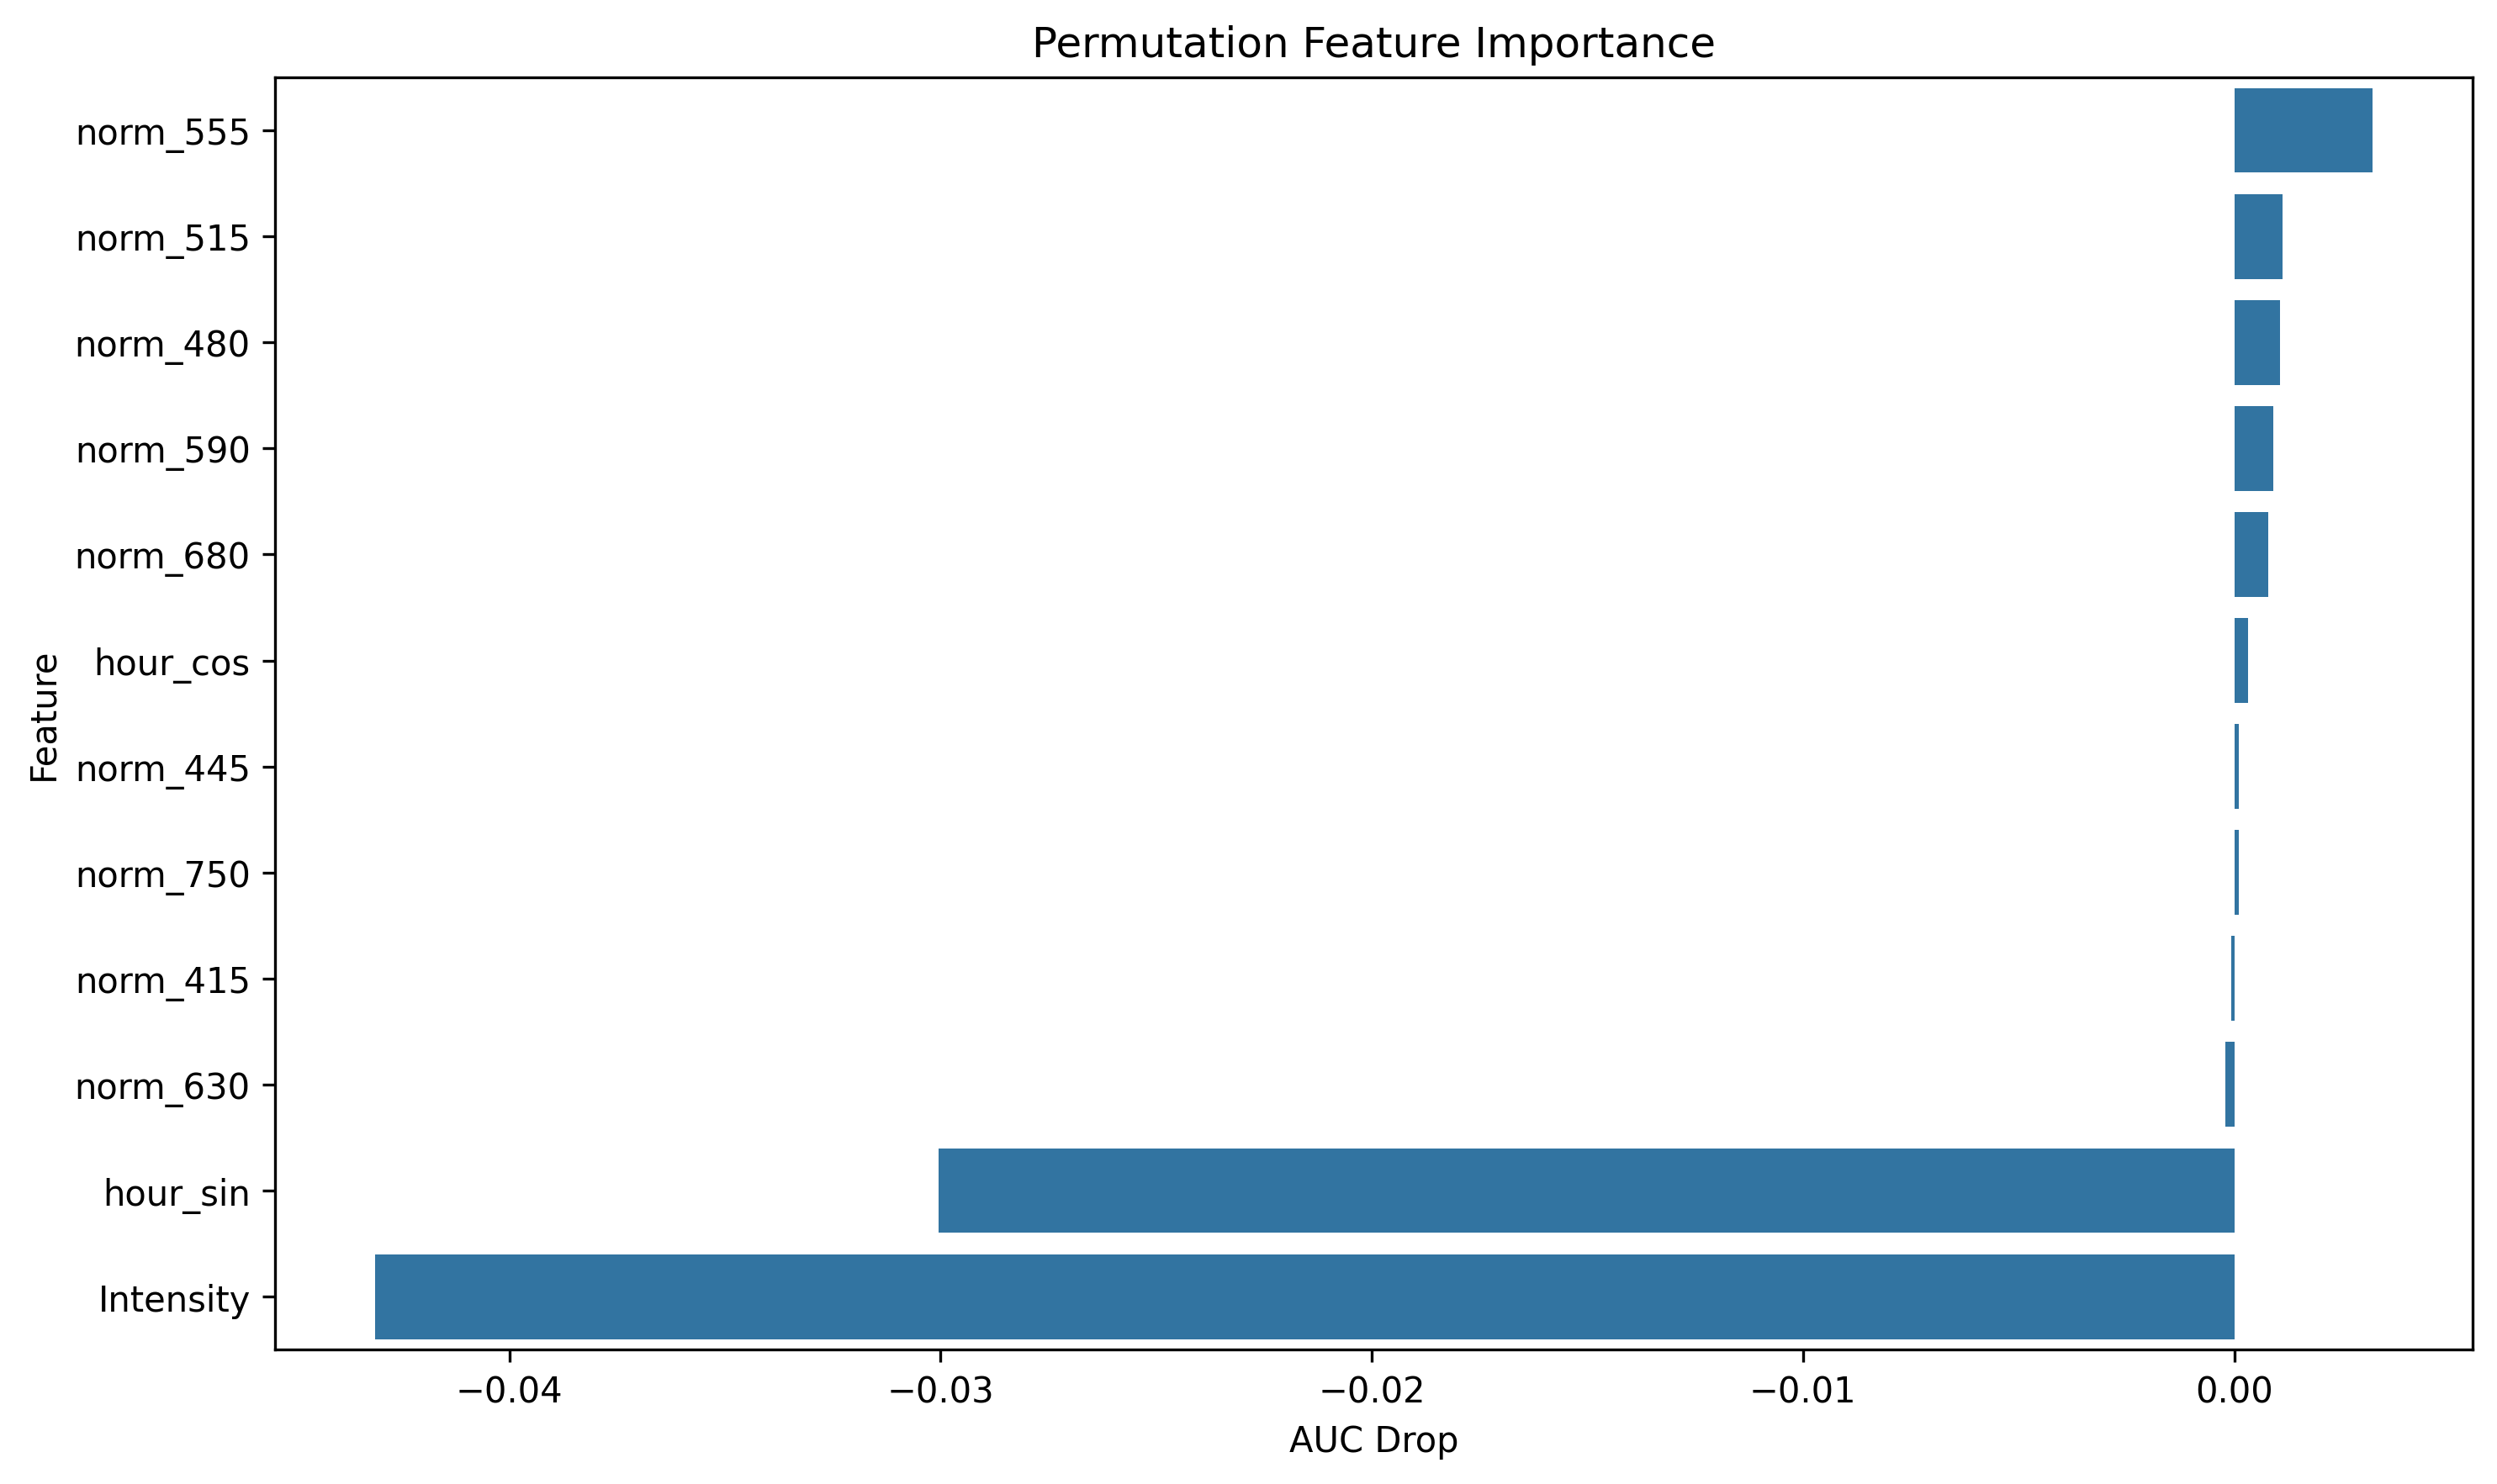 Permutation Feature Importance
norm_555
norm_515
norm_480
norm_590
norm_680
hour_cos
norm_445
norm_750
norm_415
norm_630
hour_sin
Intensity
Feature
−0.04
−0.03
−0.02
−0.01
0.00
AUC Drop